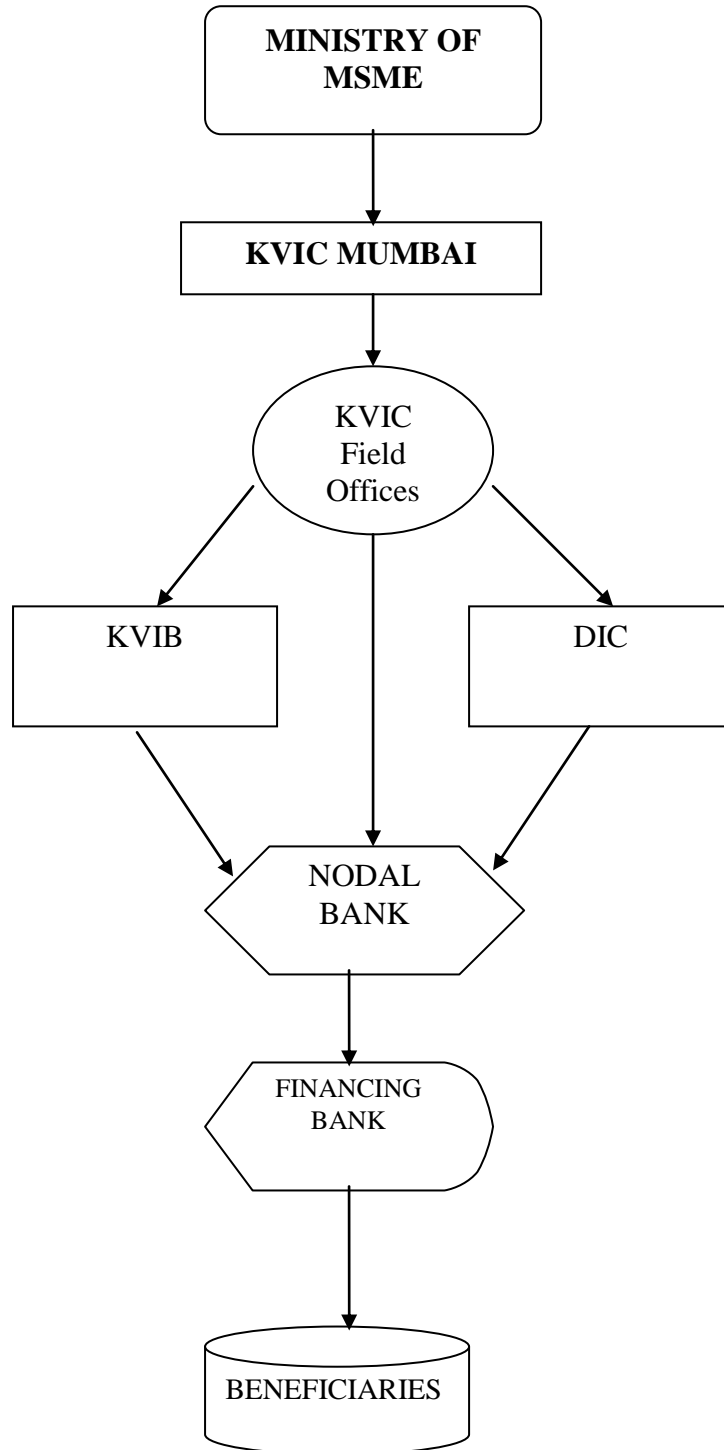 MINISTRY OF
MSME
KVIC MUMBAI
KVIC
Field
Offices
KVIB
DIC
NODAL
BANK
FINANCING
BANK
BENEFICIARIES